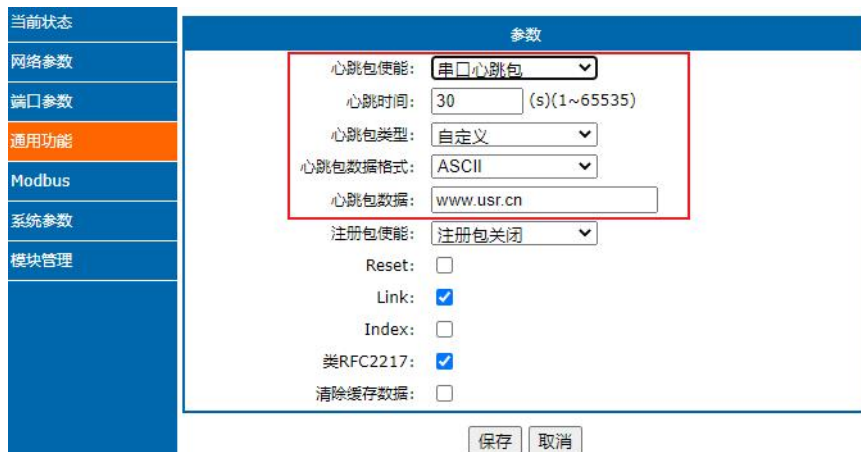 当前状态
网络参数
端口参数
通用功能
Modbus
系统参数
模块管理
参数
心跳包使能: 串口心跳包
心跳时间: 30 (s)(1~65535)
心跳包类型: 自定义
心跳包数据格式: ASCII
心跳包数据: www.usr.cn
注册包使能: 注册包关闭
Reset:
Link:
Index:
类RFC2217:
清除缓存数据:
保存 取消